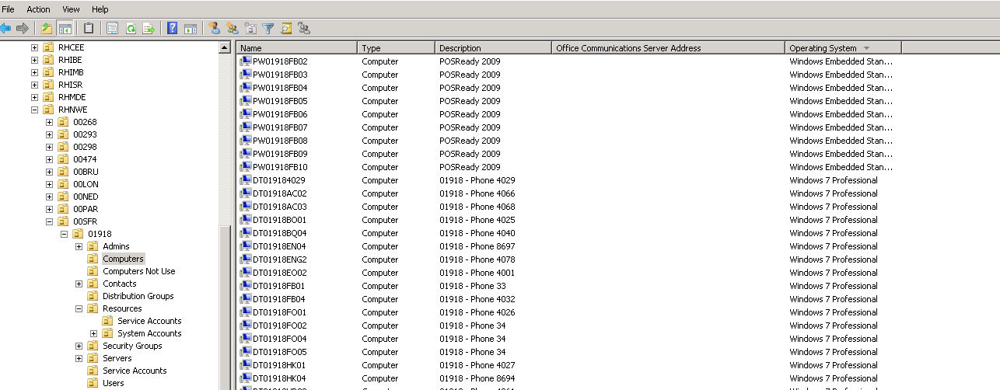 File Action View Help
RHCEE
RHIBE
RHIMB
RHISR
RHMDE
RHNWE
00268
00293
00298
00474
00BRU
00LON
00NED
00PAR
00SFR
01918
Admins
Computers
Computers Not Use
Contacts
Distribution Groups
Resources
Service Accounts
System Accounts
Security Groups
Servers
Service Accounts
Users
Name Type Description Office Communications Server Address Operating System
PW01918FB02 Computer POSReady 2009 Windows Embedded Stan...
PW01918FB03 Computer POSReady 2009 Windows Embedded Stan...
PW01918FB04 Computer POSReady 2009 Windows Embedded Stan...
PW01918FB05 Computer POSReady 2009 Windows Embedded Stan...
PW01918FB06 Computer POSReady 2009 Windows Embedded Stan...
PW01918FB07 Computer POSReady 2009 Windows Embedded Stan...
PW01918FB08 Computer POSReady 2009 Windows Embedded Stan...
PW01918FB09 Computer POSReady 2009 Windows Embedded Stan...
PW01918FB10 Computer POSReady 2009 Windows Embedded Stan...
DT019184029 Computer 01918 - Phone 4029 Windows 7 Professional
DT01918AC02 Computer 01918 - Phone 4066 Windows 7 Professional
DT01918AC03 Computer 01918 - Phone 4068 Windows 7 Professional
DT01918BO01 Computer 01918 - Phone 4025 Windows 7 Professional
DT01918BQ04 Computer 01918 - Phone 4040 Windows 7 Professional
DT01918EN04 Computer 01918 - Phone 8697 Windows 7 Professional
DT01918ENG2 Computer 01918 - Phone 4078 Windows 7 Professional
DT01918EO02 Computer 01918 - Phone 4001 Windows 7 Professional
DT01918FB01 Computer 01918 - Phone 33 Windows 7 Professional
DT01918FB04 Computer 01918 - Phone 4032 Windows 7 Professional
DT01918FO01 Computer 01918 - Phone 4026 Windows 7 Professional
DT01918FO02 Computer 01918 - Phone 34 Windows 7 Professional
DT01918FO04 Computer 01918 - Phone 34 Windows 7 Professional
DT01918FO05 Computer 01918 - Phone 34 Windows 7 Professional
DT01918HK01 Computer 01918 - Phone 4027 Windows 7 Professional
DT01918HK04 Computer 01918 - Phone 8694 Windows 7 Professional